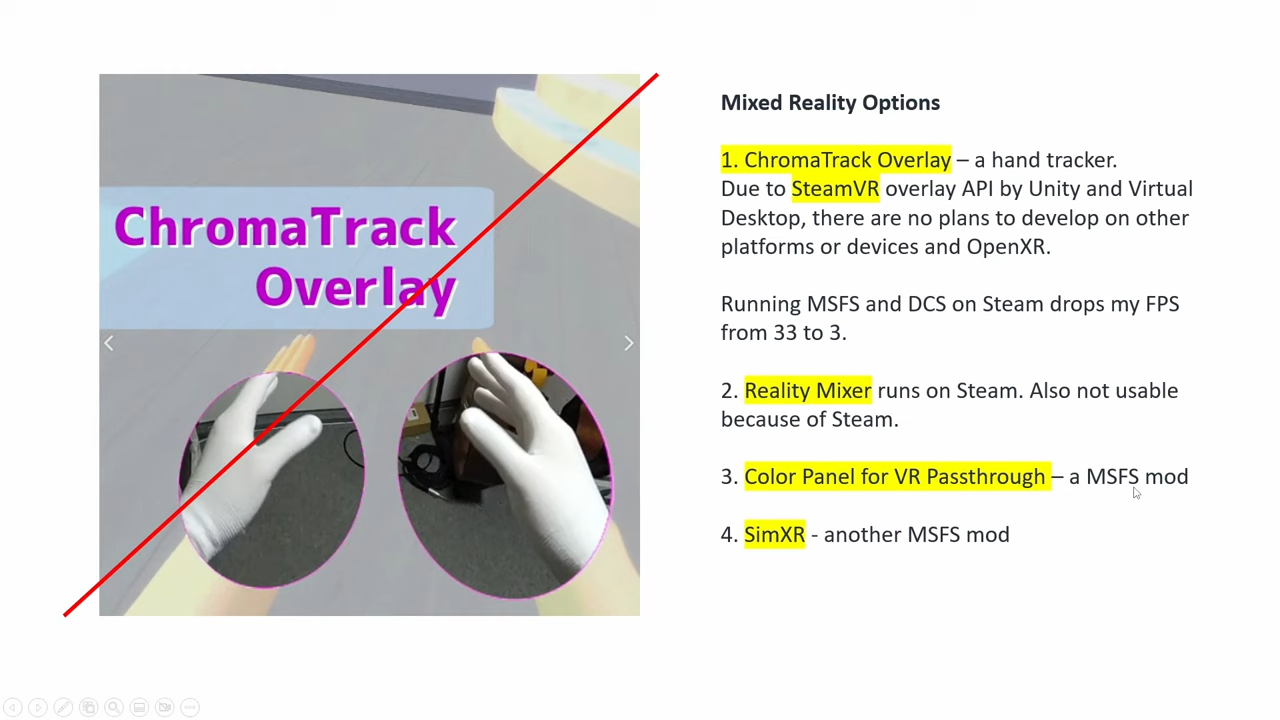 ChromaTrack
Overlay
Mixed Reality Options
1. ChromaTrack Overlay – a hand tracker.
Due to SteamVR overlay API by Unity and Virtual
Desktop, there are no plans to develop on other
platforms or devices and OpenXR.
Running MSFS and DCS on Steam drops my FPS
from 33 to 3.
2. Reality Mixer runs on Steam. Also not usable
because of Steam.
3. Color Panel for VR Passthrough – a MSFS mod
4. SimXR - another MSFS mod